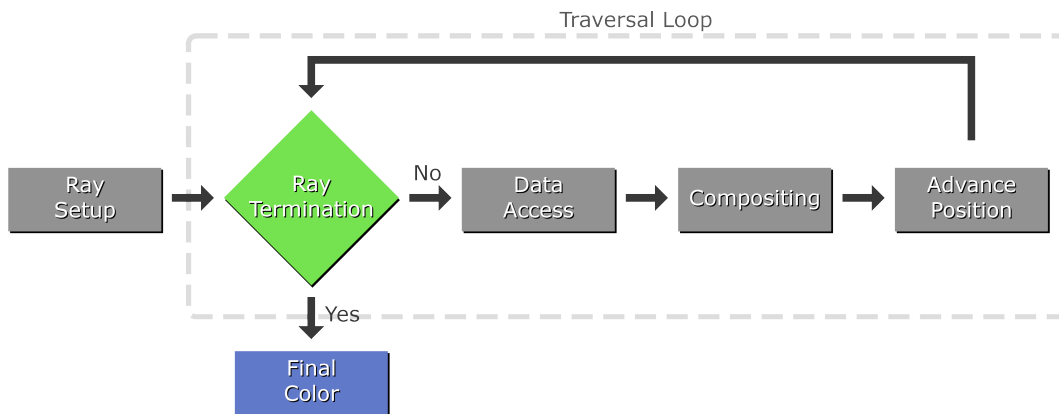 Traversal Loop
Ray
Setup
Ray
Termination
No
Data
Access
Compositing
Advance
Position
Yes
Final
Color